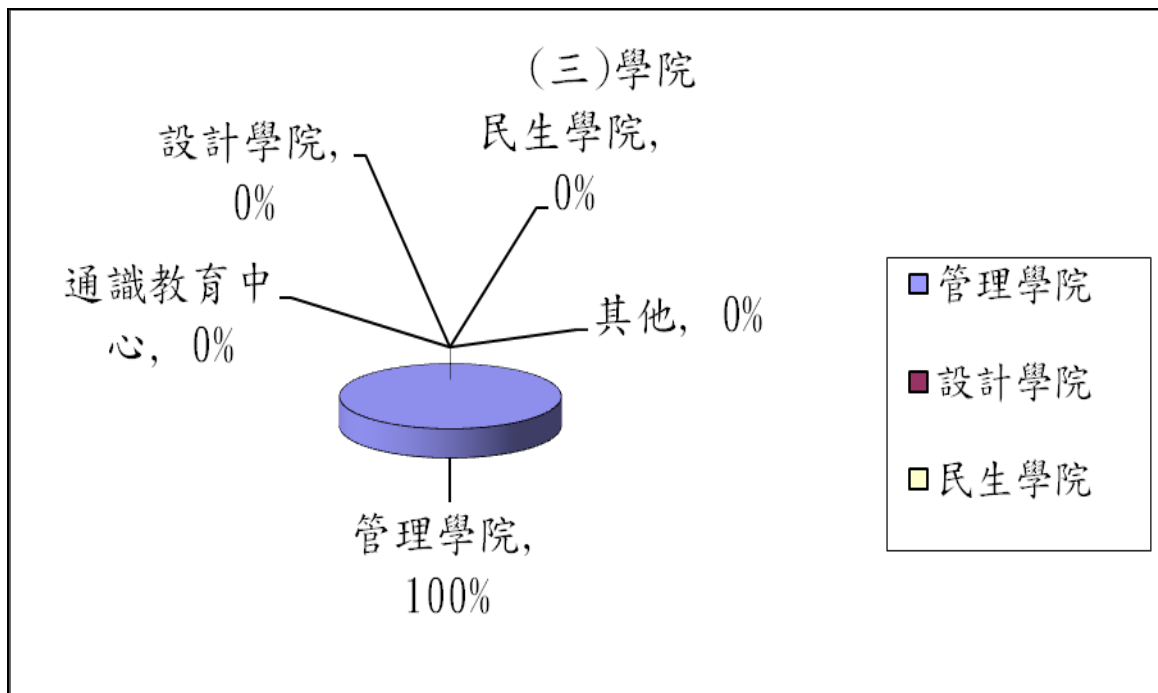 (三)學院
民生學院,
0%
設計學院,
0%
通識教育中
心, 0%
其他, 0%
管理學院,
100%
管理學院
設計學院
民生學院